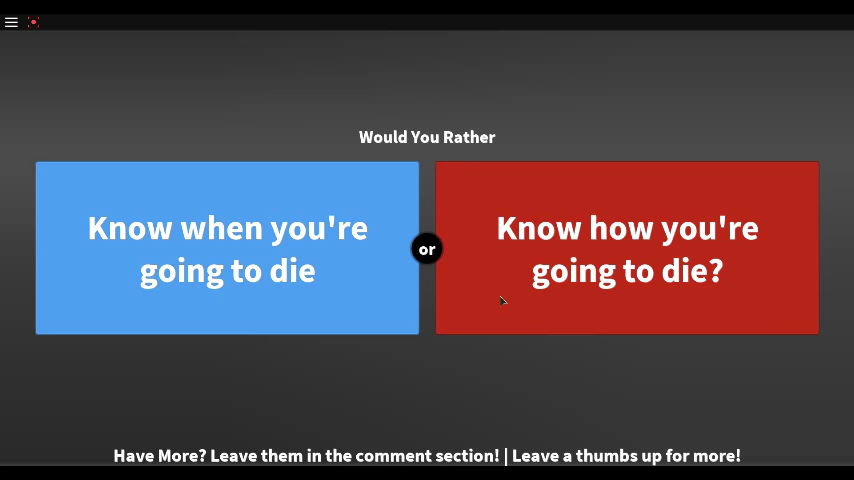 Would You Rather
Know when you're
going to die
or
Know how you're
going to die?
Have More? Leave them in the comment section! | Leave a thumbs up for more!